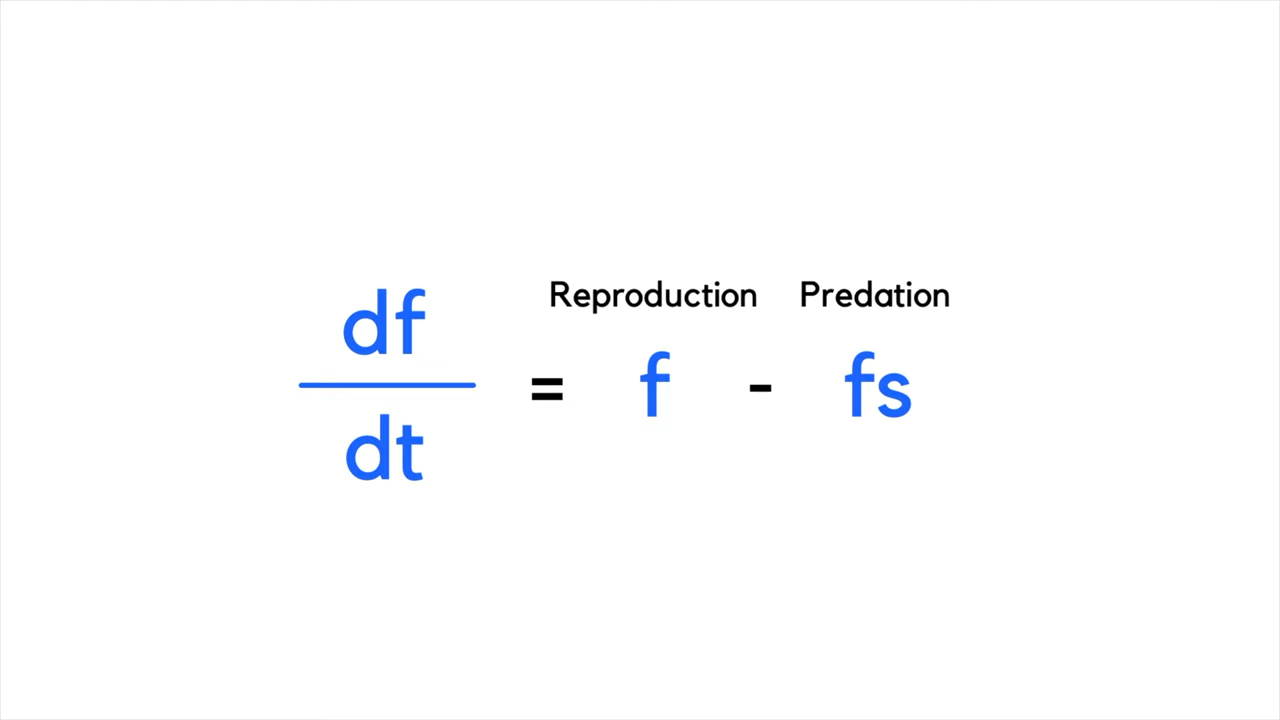 Reproduction Predation
df
dt
= f - fs